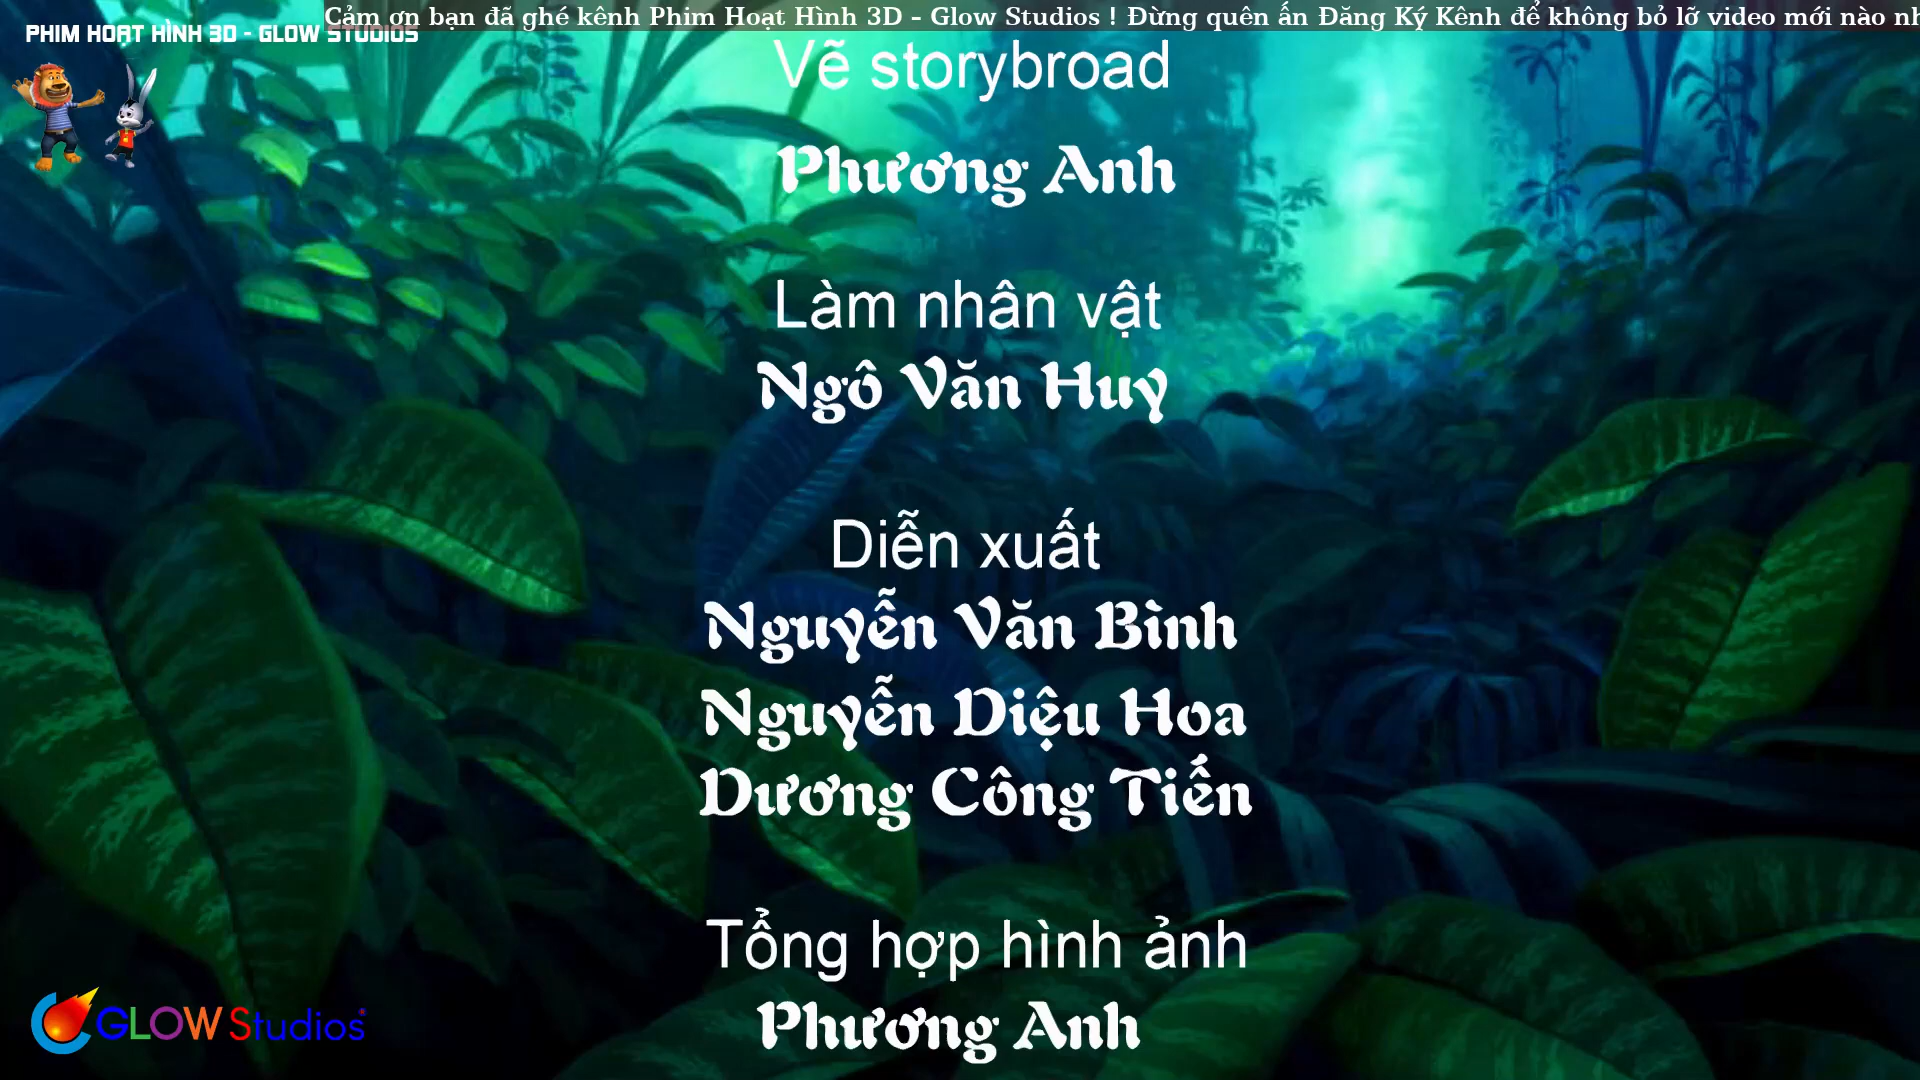 Cảm ơn bạn đã ghé kênh Phim Hoạt Hình 3D – Glow Studios ! Đừng quên ấn Đăng Ký Kênh để không bỏ lỡ video mới nào nh
PHIM HOẠT HÌNH 3D - GLOW STUDIOS
Vẽ storybroad
Phương Anh
Làm nhân vật
Ngô Văn Huy
Diễn xuất
Nguyễn Văn Bình
Nguyễn Diệu Hoa
Dương Công Tiến
Tổng hợp hình ảnh
Phương Anh
GLOW Studios